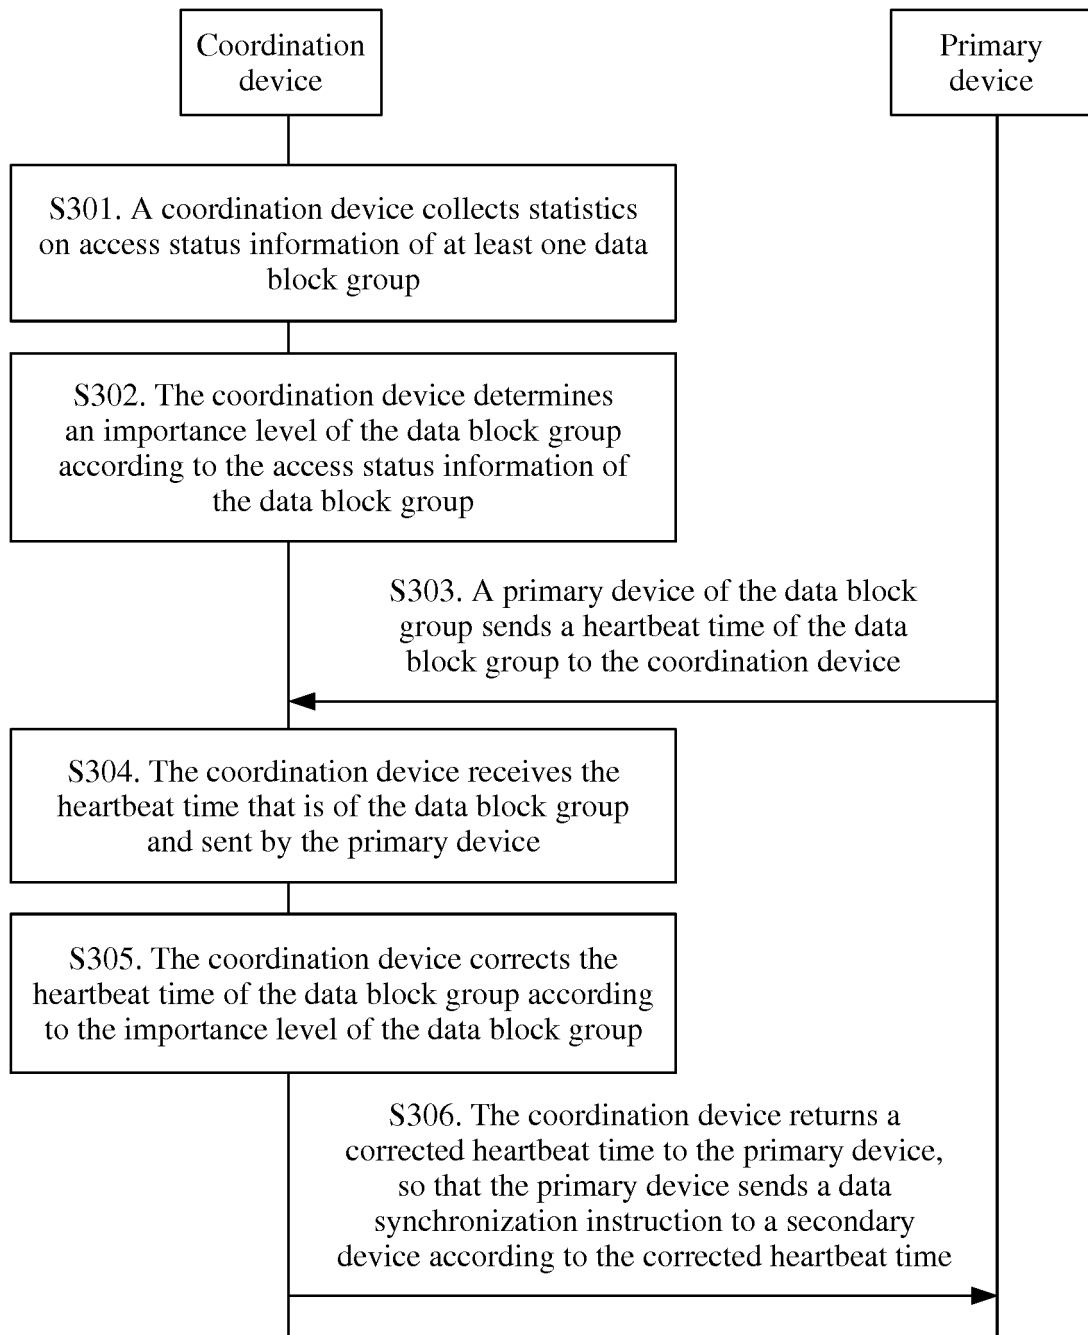 Coordination
device
Primary
device
S301. A coordination device collects statistics
on access status information of at least one data
block group
S302. The coordination device determines
an importance level of the data block group
according to the access status information of
the data block group
S303. A primary device of the data block
group sends a heartbeat time of the data
block group to the coordination device
S304. The coordination device receives the
heartbeat time that is of the data block group
and sent by the primary device
S305. The coordination device corrects the
heartbeat time of the data block group according
to the importance level of the data block group
S306. The coordination device returns a
corrected heartbeat time to the primary device,
so that the primary device sends a data
synchronization instruction to a secondary
device according to the corrected heartbeat time